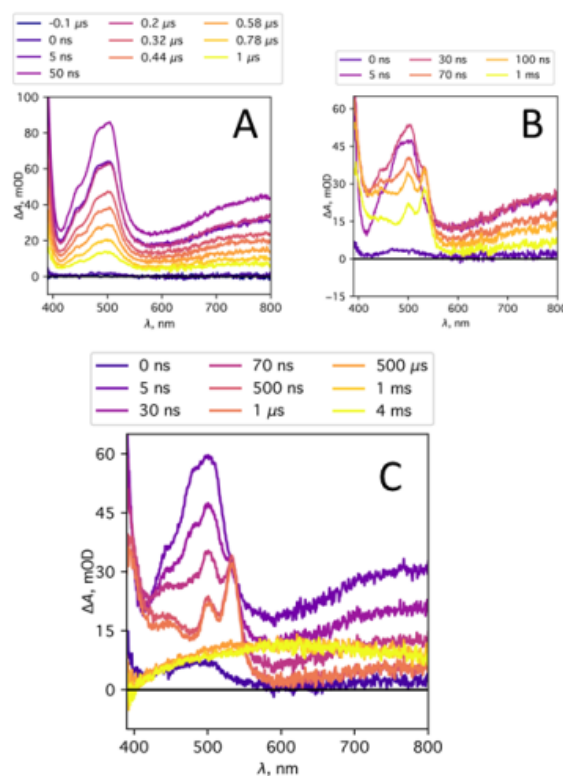 -0.1 μs 0.2 μs 0.58 μs
0 ns 0.32 μs 0.78 μs
5 ns 0.44 μs 1 μs
50 ns
A
100
80
60
40
20
0
ΔA, mOD
400 500 600 700 800
λ, nm
0 ns 30 ns 100 ns
5 ns 70 ns 1 ms
B
60
45
30
15
0
−15
ΔA, mOD
400 500 600 700 800
λ, nm
0 ns 70 ns 500 μs
5 ns 500 ns 1 ms
30 ns 1 μs 4 ms
C
60
45
30
15
0
ΔA, mOD
400 500 600 700 800
λ, nm